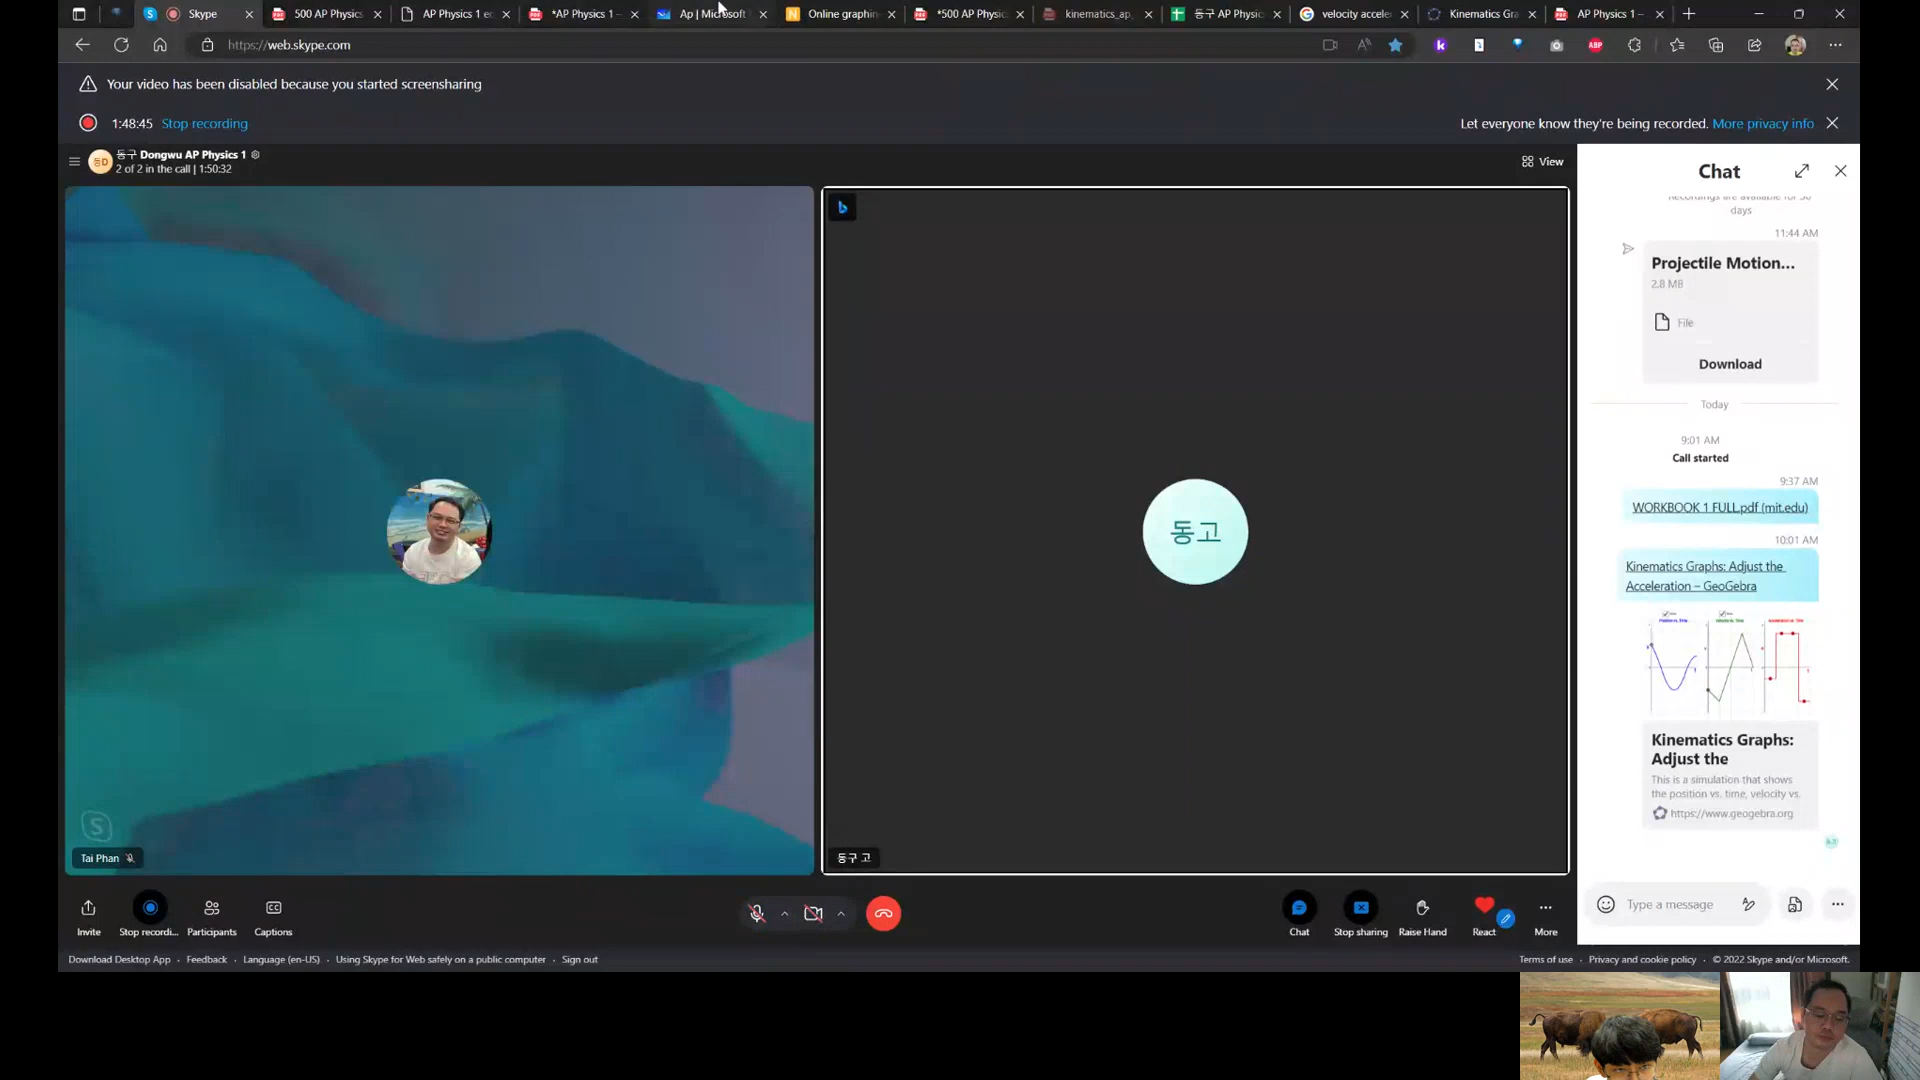 Skype
500 AP Physics
AP Physics 1 e
*AP Physics 1 –
Ap | Microsoft
Online graphin
*500 AP Physic
kinematics_ap
동구 AP Physic
velocity accele
Kinematics Gra
AP Physics 1 –
https://web.skype.com
ABP
Your video has been disabled because you started screensharing
1:48:45 Stop recording
Let everyone know they're being recorded. More privacy info
동D
동구 Dongwu AP Physics 1
2 of 2 in the call | 1:50:32
View
Chat
Recordings are available for 30
days
11:44 AM
Projectile Motion...
2.8 MB
File
Download
Today
9:01 AM
Call started
9:37 AM
WORKBOOK 1 FULL.pdf (mit.edu)
10:01 AM
Kinematics Graphs: Adjust the
Acceleration – GeoGebra
Kinematics Graphs:
Adjust the
This is a simulation that shows
the position vs. time, velocity vs.
https://www.geogebra.org
동고
Tai Phan
동구 고
Type a message
Invite
Stop recordi...
Participants
Captions
Chat
Stop sharing
Raise Hand
React
More
Download Desktop App · Feedback · Language (en-US) · Using Skype for Web safely on a public computer · Sign out
Terms of use · Privacy and cookie policy · © 2022 Skype and/or Microsoft.